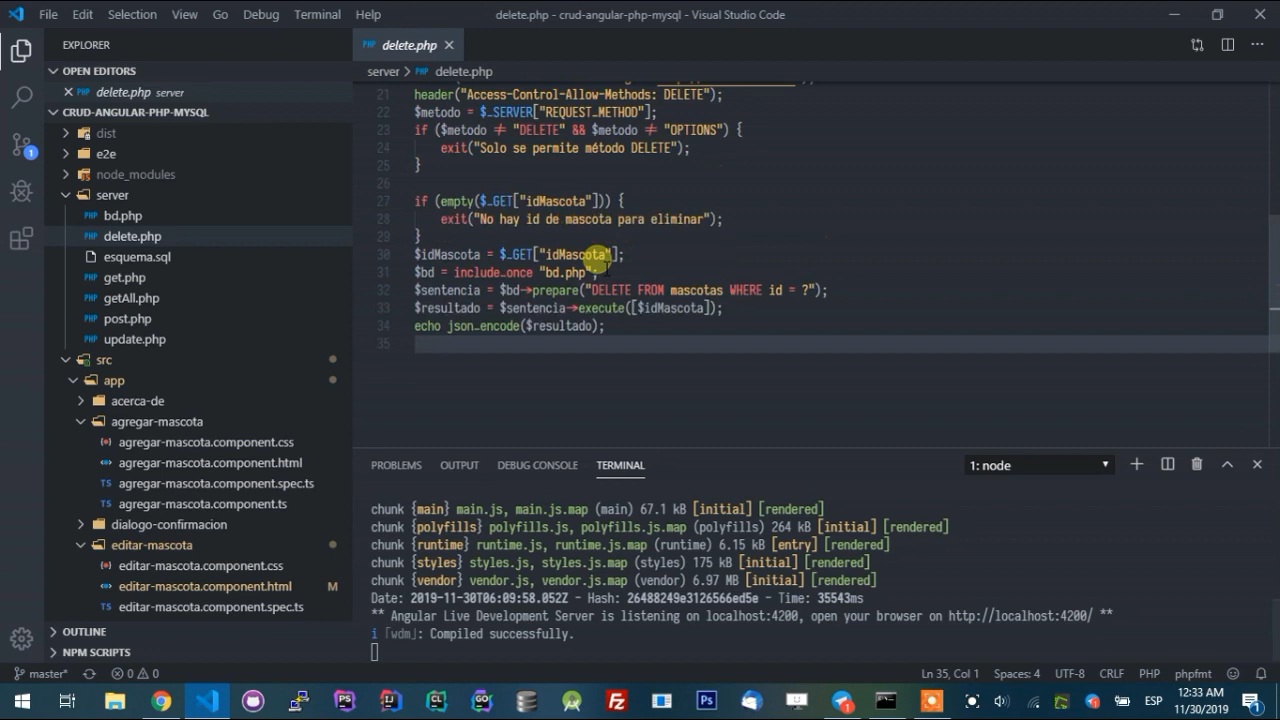 File Edit Selection View Go Debug Terminal Help delete.php - crud-angular-php-mysql - Visual Studio Code
EXPLORER
OPEN EDITORS
delete.php server
CRUD-ANGULAR-PHP-MYSQL
dist
e2e
node_modules
server
bd.php
delete.php
esquema.sql
get.php
getAll.php
post.php
update.php
src
app
acerca-de
agregar-mascota
agregar-mascota.component.css
agregar-mascota.component.html
agregar-mascota.component.spec.ts
agregar-mascota.component.ts
dialogo-confirmacion
editar-mascota
editar-mascota.component.css
editar-mascota.component.html M
editar-mascota.component.spec.ts
OUTLINE
NPM SCRIPTS
delete.php
server > delete.php
21 header("Access-Control-Allow-Methods: DELETE");
22 $metodo = $_SERVER["REQUEST_METHOD"];
23 if ($metodo ≠ "DELETE" && $metodo ≠ "OPTIONS") {
24 exit("Solo se permite método DELETE");
25 }
26
27 if (empty($_GET["idMascota"])) {
28 exit("No hay id de mascota para eliminar");
29 }
30 $idMascota = $_GET["idMascota"];
31 $bd = include_once "bd.php";
32 $sentencia = $bd→prepare("DELETE FROM mascotas WHERE id = ?");
33 $resultado = $sentencia→execute([$idMascota]);
34 echo json_encode($resultado);
35
PROBLEMS OUTPUT DEBUG CONSOLE TERMINAL 1: node
chunk {main} main.js, main.js.map (main) 67.1 kB [initial] [rendered]
chunk {polyfills} polyfills.js, polyfills.js.map (polyfills) 264 kB [initial] [rendered]
chunk {runtime} runtime.js, runtime.js.map (runtime) 6.15 kB [entry] [rendered]
chunk {styles} styles.js, styles.js.map (styles) 175 kB [initial] [rendered]
chunk {vendor} vendor.js, vendor.js.map (vendor) 6.97 MB [initial] [rendered]
Date: 2019-11-30T06:09:58.052Z - Hash: 26488249e3126566ed5e - Time: 35543ms
** Angular Live Development Server is listening on localhost:4200, open your browser on http://localhost:4200/ **
i ｢wdm｣: Compiled successfully.
master* 0 0 Ln 35, Col 1 Spaces: 4 UTF-8 CRLF PHP phpfmt
ESP 12:33 AM
11/30/2019